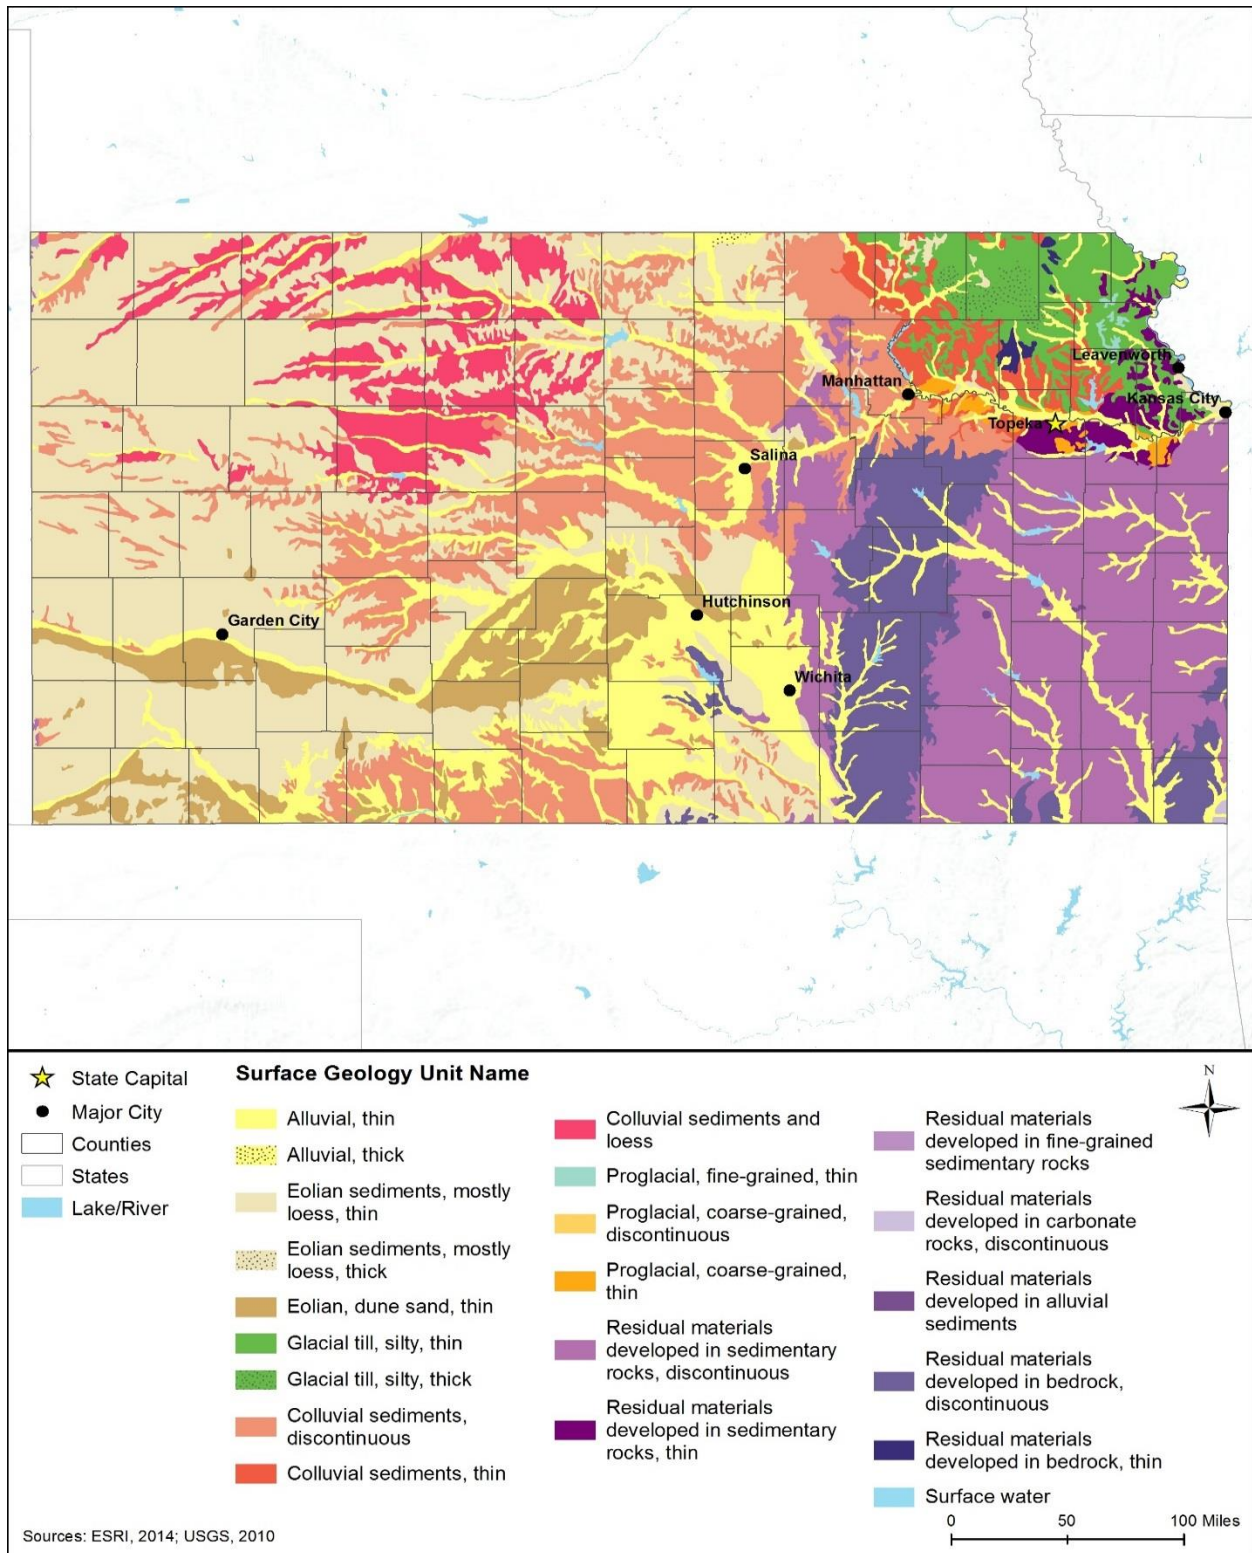 Leavenworth
Manhattan
Kansas City
Topeka
Salina
Hutchinson
Garden City
Wichita
State Capital
Major City
Counties
States
Lake/River
Surface Geology Unit Name
Alluvial, thin
Alluvial, thick
Eolian sediments, mostly
loess, thin
Eolian sediments, mostly
loess, thick
Eolian, dune sand, thin
Glacial till, silty, thin
Glacial till, silty, thick
Colluvial sediments,
discontinuous
Colluvial sediments, thin
Colluvial sediments and
loess
Proglacial, fine-grained, thin
Proglacial, coarse-grained,
discontinuous
Proglacial, coarse-grained,
thin
Residual materials
developed in sedimentary
rocks, discontinuous
Residual materials
developed in sedimentary
rocks, thin
Residual materials
developed in fine-grained
sedimentary rocks
Residual materials
developed in carbonate
rocks, discontinuous
Residual materials
developed in alluvial
sediments
Residual materials
developed in bedrock,
discontinuous
Residual materials
developed in bedrock, thin
Surface water
N
0 50 100 Miles
Sources: ESRI, 2014; USGS, 2010